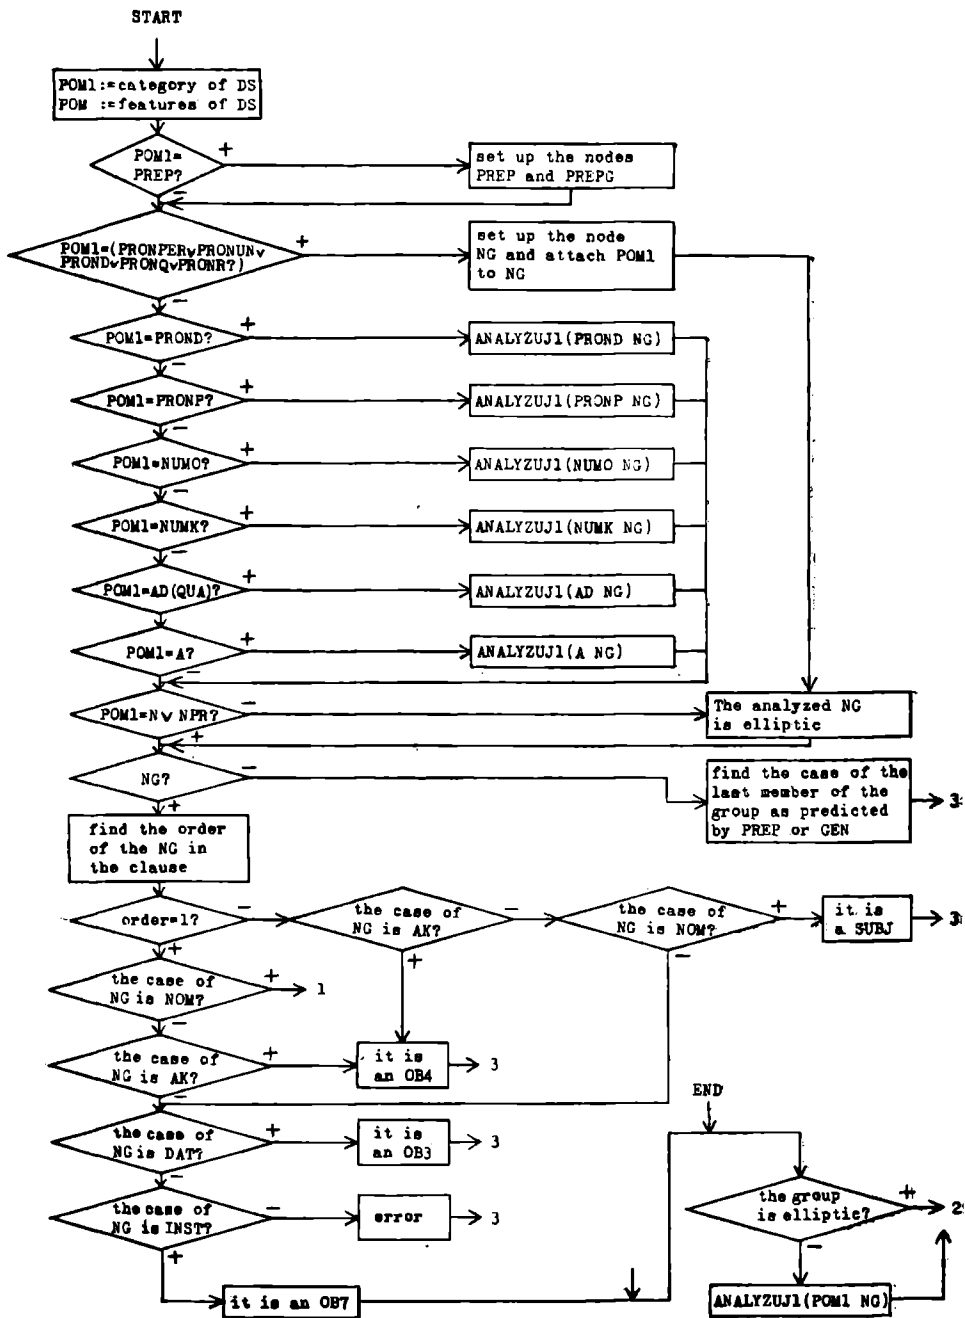 START
POM1:=category of DS
POM :=features of DS
POM1=
PREP?
+
set up the nodes
PREP and PREPG
−
POM1=(PRONPER∨PRONUN∨
PROND∨PRONQ∨PRONR?)
+
set up the node
NG and attach POM1
to NG
−
POM1=PROND?
+
ANALYZUJ1(PROND NG)
−
POM1=PRONP?
+
ANALYZUJ1(PRONP NG)
−
POM1=NUMO?
+
ANALYZUJ1(NUMO NG)
−
POM1=NUMK?
+
ANALYZUJ1(NUMK NG)
−
POM1=AD(QUA)?
+
ANALYZUJ1(AD NG)
−
POM1=A?
+
ANALYZUJ1(A NG)
−
POM1=N∨ NPR?
−
The analyzed NG
is elliptic
+
NG?
−
find the case of the
last member of the
group as predicted
by PREP or GEN
3
+
find the order
of the NG in
the clause
order=1?
−
the case of
NG is AK?
−
the case of
NG is NOM?
+
it is
a SUBJ
3
+
+
−
the case of
NG is NOM?
+
1
−
the case of
NG is AK?
+
it is
an OB4
3
−
END
the case of
NG is DAT?
+
it is
an OB3
3
−
the case of
NG is INST?
−
error
3
the group
is elliptic?
+
2
+
−
it is an OB7
ANALYZUJ1(POM1 NG)